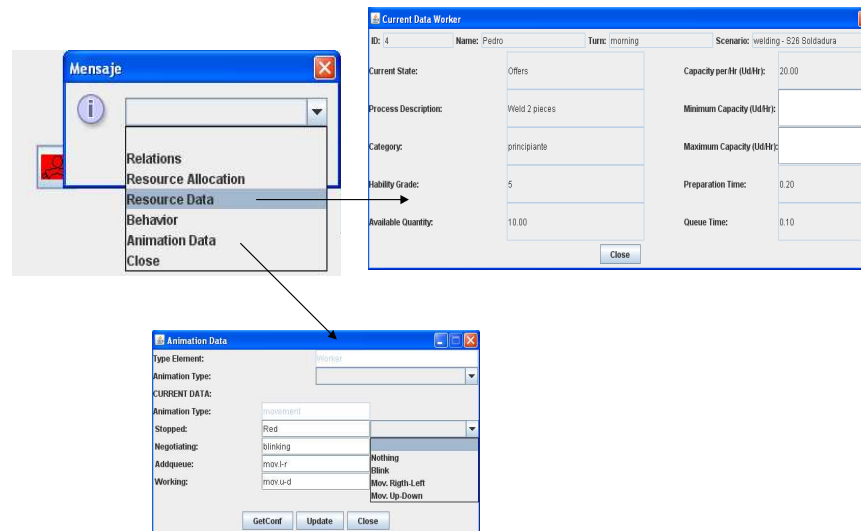 Current Data Worker
ID: 4 Name: Pedro Turn: morning Scenario: welding - S26 Soldadura
Current State: Offers Capacity per/Hr (Ud/Hr): 20.00
Process Description: Weld 2 pieces Minimum Capacity (Ud/Hr):
Category: principiante Maximum Capacity (Ud/Hr):
Hability Grade: 5 Preparation Time: 0.20
Available Quantity: 10.00 Queue Time: 0.10
Close
Mensaje
Relations
Resource Allocation
Resource Data
Behavior
Animation Data
Close
Animation Data
Type Element: Worker
Animation Type:
CURRENT DATA:
Animation Type: movement
Stopped: Red
Negotiating: blinking
Addqueue: mov.l-r
Working: mov.u-d
Nothing
Blink
Mov. Rigth-Left
Mov. Up-Down
GetConf Update Close